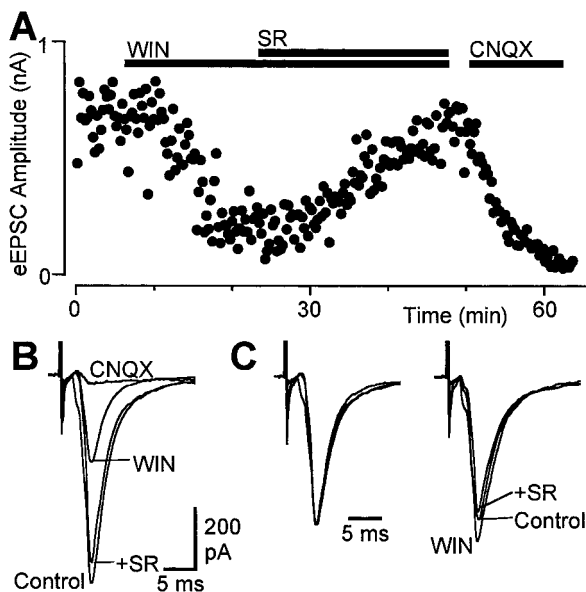 A
WIN
SR
CNQX
1
eEPSC Amplitude (nA)
0
0
30
60
Time (min)
B
CNQX
WIN
+SR
Control
200
pA
5 ms
C
5 ms
+SR
Control
WIN